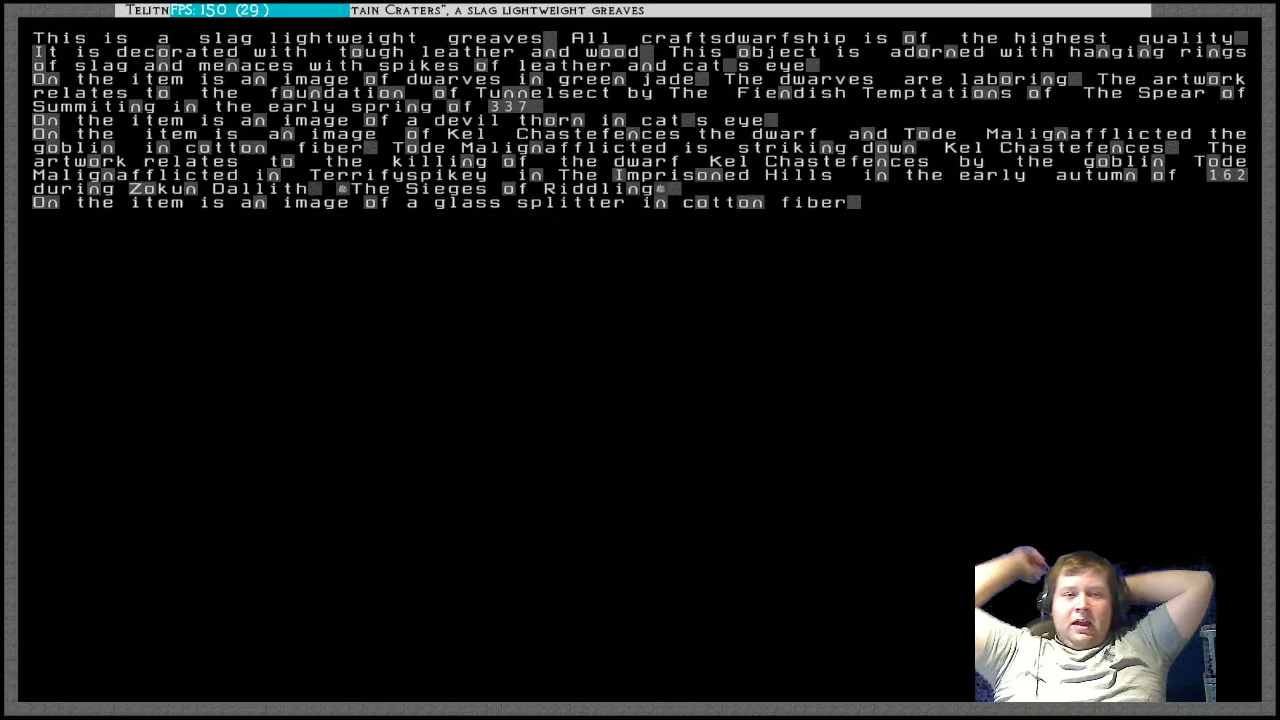 TELITN FPS: 150 (29) TAIN CRATERS", A SLAG LIGHTWEIGHT GREAVES
This is a slag lightweight greaves All craftsdwarfship is of the highest quality
It is decorated with tough leather and wood This object is adorned with hanging rings
of slag and menaces with spikes of leather and cat s eye
On the item is an image of dwarves in green jade The dwarves are laboring The artwork
relates to the foundation of Tunnelsect by The Fiendish Temptations of The Spear of
Summiting in the early spring of 337
On the item is an image of a devil thorn in cat s eye
On the item is an image of Kel Chastefences the dwarf and Tode Malignafflicted the
goblin in cotton fiber Tode Malignafflicted is striking down Kel Chastefences The
artwork relates to the killing of the dwarf Kel Chastefences by the goblin Tode
Malignafflicted in Terrifyspikey in The Imprisoned Hills in the early autumn of 162
during Zokun Dallith *The Sieges of Riddling*
On the item is an image of a glass splitter in cotton fiber